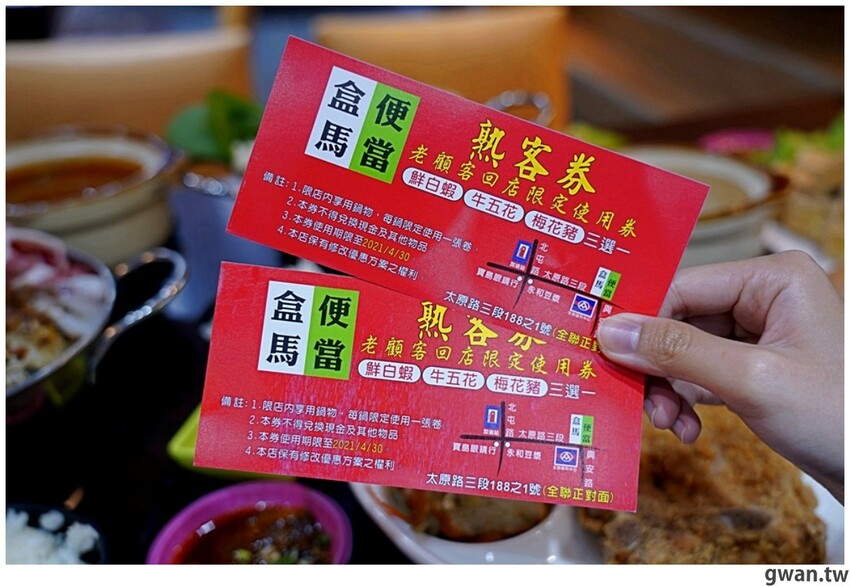 盒馬
便當
熟客券
老顧客回店限定使用券
鮮白蝦 牛五花 梅花豬 三選一
備註：1.限店內享用鍋物，每鍋限定使用一張卷
2.本券不得兌換現金及其他物品
3.本券使用期限至2021/4/30
4.本店保有修改優惠方案之權利
北屯路
太原路三段
寶島眼鏡行
永和豆漿
盒馬
便當
興
太原路三段188之1號(全聯正對面)
盒馬
便當
熟客券
老顧客回店限定使用券
鮮白蝦 牛五花 梅花豬 三選一
備註：1.限店內享用鍋物，每鍋限定使用一張卷
2.本券不得兌換現金及其他物品
3.本券使用期限至2021/4/30
4.本店保有修改優惠方案之權利
北屯路
太原路三段
寶島眼鏡行
永和豆漿
盒馬
便當
興安路
太原路三段188之1號(全聯正對面)
gwan.tw